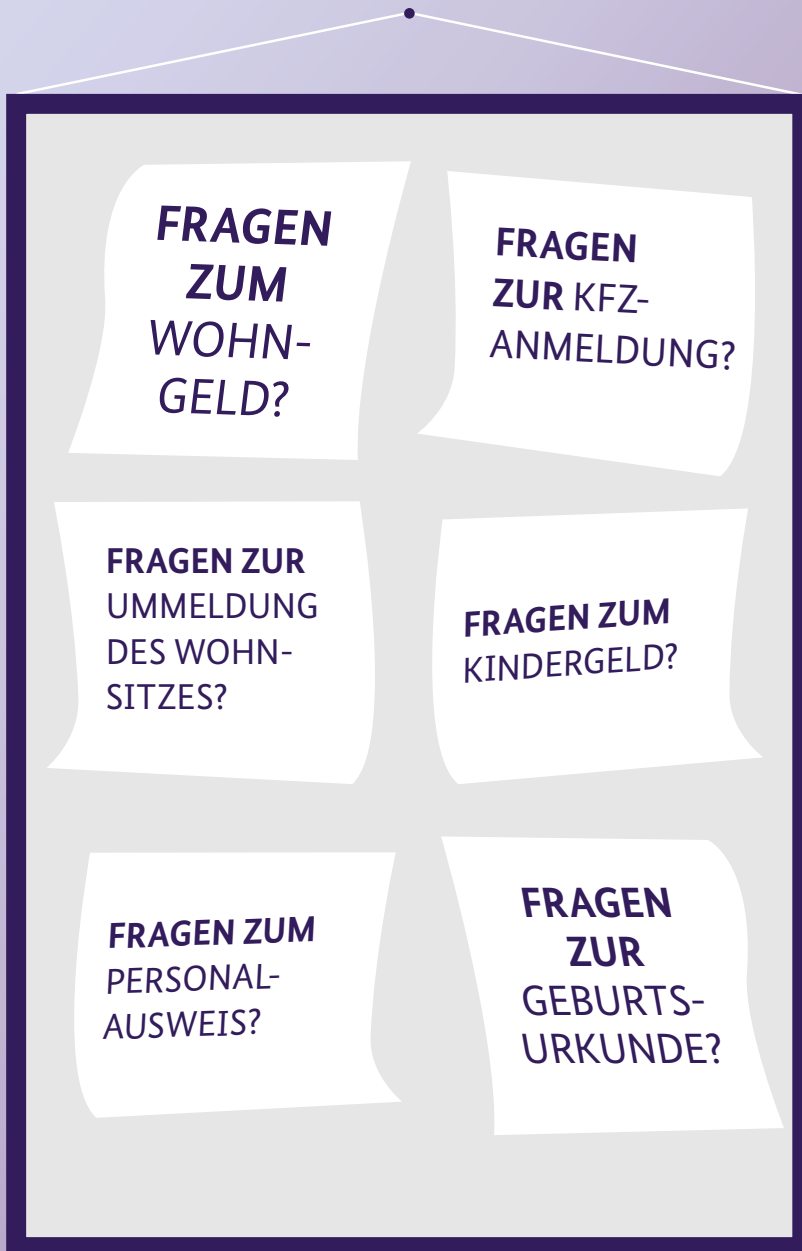 FRAGEN
ZUM
WOHN-
GELD?
FRAGEN
ZUR KFZ-
ANMELDUNG?
FRAGEN ZUR
UMMELDUNG
DES WOHN-
SITZES?
FRAGEN ZUM
KINDERGELD?
FRAGEN ZUM
PERSONAL-
AUSWEIS?
FRAGEN
ZUR
GEBURTS-
URKUNDE?